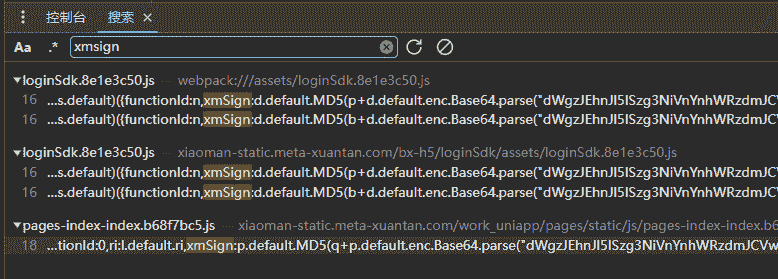 控制台 搜索
Aa .* xmsign
loginSdk.8e1e3c50.js webpack:///assets/loginSdk.8e1e3c50.js
16 ...s.default)({functionId:n,xmSign:d.default.MD5(p+d.default.enc.Base64.parse("dWgzJEhnJl5ISzg3NiVnYnhWRzdmJCV
16 ...s.default)({functionId:n,xmSign:d.default.MD5(b+d.default.enc.Base64.parse("dWgzJEhnJl5ISzg3NiVnYnhWRzdmJCV
loginSdk.8e1e3c50.js xiaoman-static.meta-xuantan.com/bx-h5/loginSdk/assets/loginSdk.8e1e3c50.js
16 ...s.default)({functionId:n,xmSign:d.default.MD5(p+d.default.enc.Base64.parse("dWgzJEhnJl5ISzg3NiVnYnhWRzdmJCV
16 ...s.default)({functionId:n,xmSign:d.default.MD5(b+d.default.enc.Base64.parse("dWgzJEhnJl5ISzg3NiVnYnhWRzdmJCV
pages-index-index.b68f7bc5.js xiaoman-static.meta-xuantan.com/work_uniapp/pages/static/js/pages-index-index.b6
18 ...tionId:0,ri:l.default.ri,xmSign:p.default.MD5(q+p.default.enc.Base64.parse("dWgzJEhnJl5ISzg3NiVnYnhWRzdmJCVw